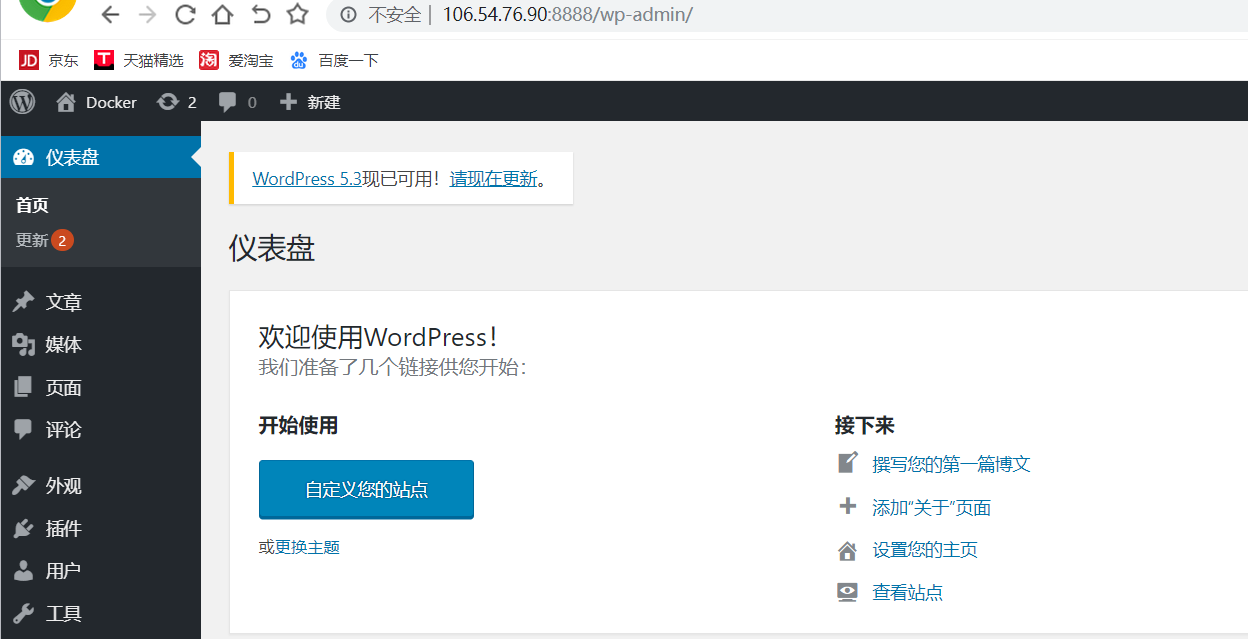 不安全 | 106.54.76.90:8888/wp-admin/
JD 京东 T 天猫精选 淘 爱淘宝 du 百度一下
Docker 2 0 新建
仪表盘
首页
更新 2
文章
媒体
页面
评论
外观
插件
用户
工具
WordPress 5.3现已可用！请现在更新。
仪表盘
欢迎使用WordPress！
我们准备了几个链接供您开始：
开始使用
自定义您的站点
或更换主题
接下来
撰写您的第一篇博文
添加“关于”页面
设置您的主页
查看站点